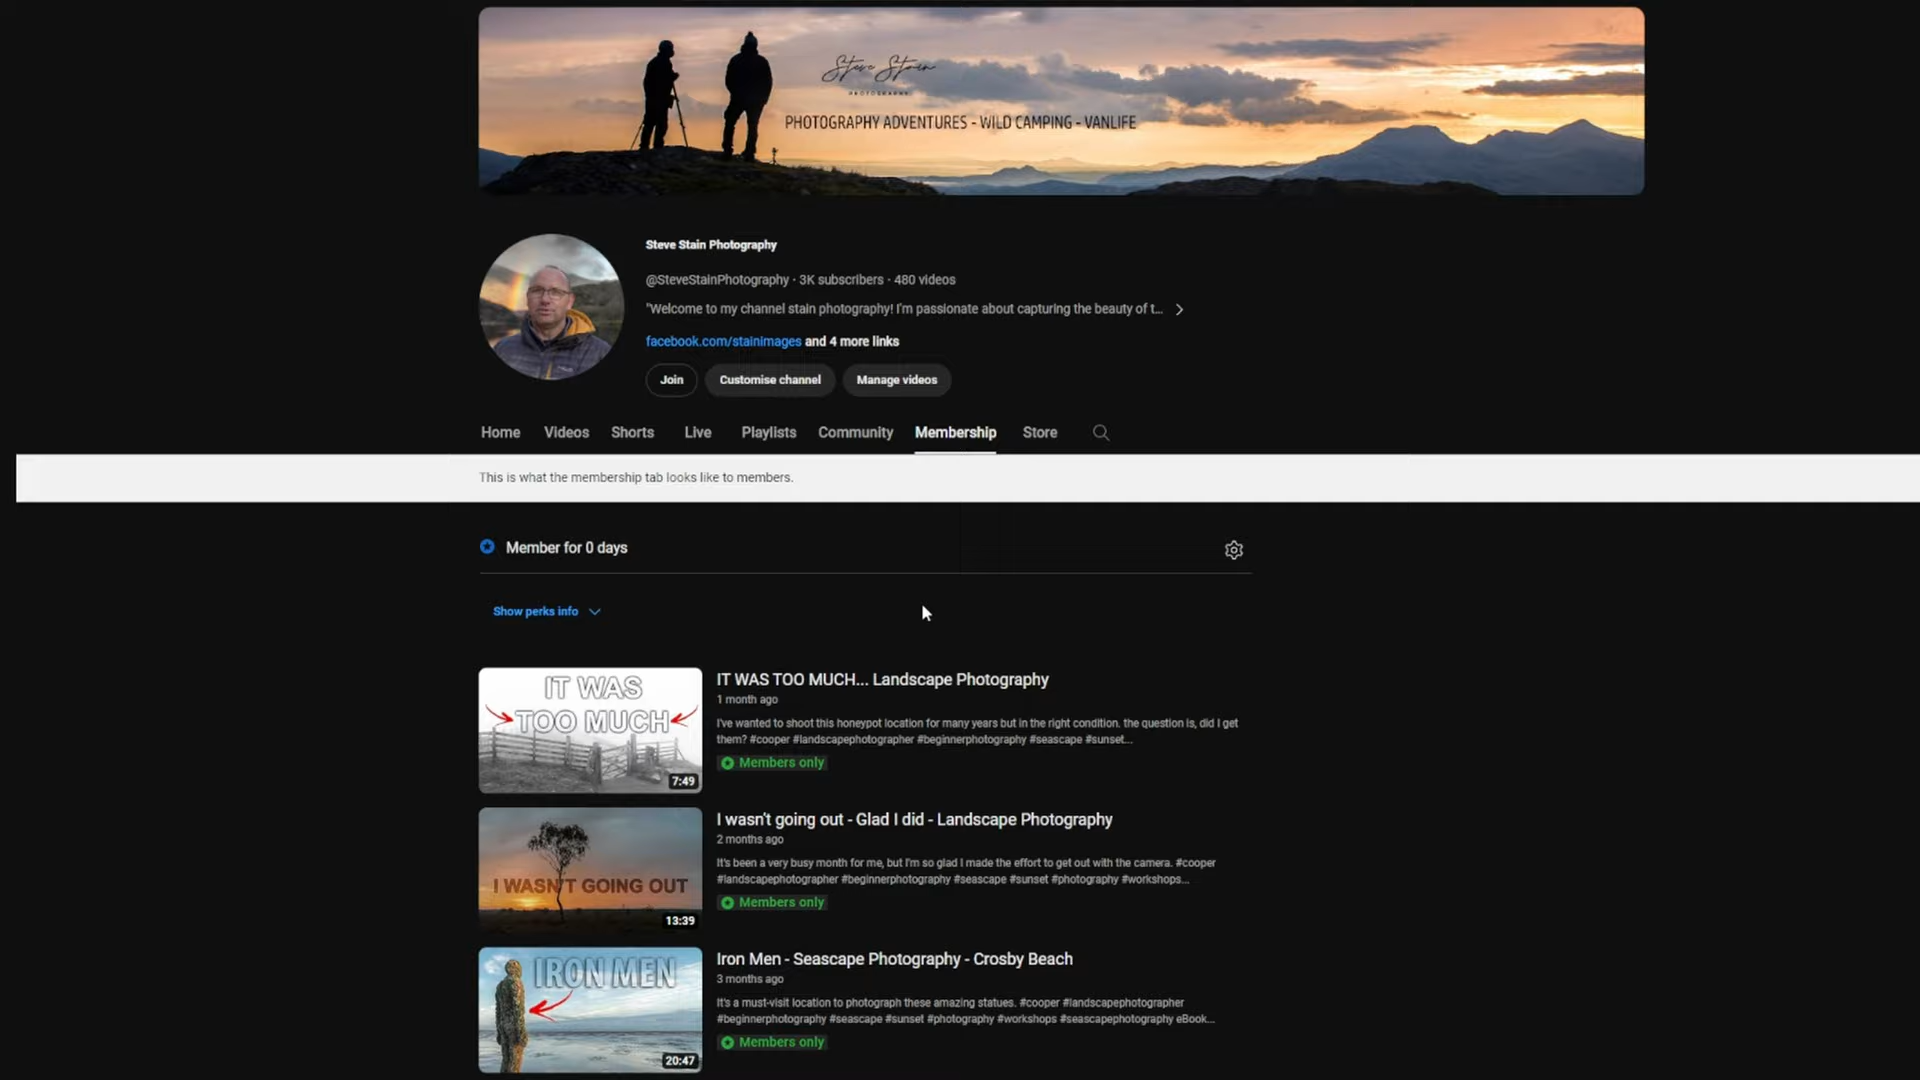 Steve Stain
PHOTOGRAPHY
PHOTOGRAPHY ADVENTURES - WILD CAMPING - VANLIFE
Steve Stain Photography
@SteveStainPhotography · 3K subscribers · 480 videos
"Welcome to my channel stain photography! I'm passionate about capturing the beauty of t...
facebook.com/stainimages and 4 more links
Join Customise channel Manage videos
Home Videos Shorts Live Playlists Community Membership Store
This is what the membership tab looks like to members.
Member for 0 days
Show perks info
IT WAS
TOO MUCH
7:49
IT WAS TOO MUCH... Landscape Photography
1 month ago
I've wanted to shoot this honeypot location for many years but in the right condition. the question is, did I get
them? #cooper #landscapephotographer #beginnerphotography #seascape #sunset...
Members only
I WASN'T GOING OUT
13:39
I wasn't going out - Glad I did - Landscape Photography
2 months ago
It's been a very busy month for me, but I'm so glad I made the effort to get out with the camera. #cooper
#landscapephotographer #beginnerphotography #seascape #sunset #photography #workshops...
Members only
IRON MEN
20:47
Iron Men - Seascape Photography - Crosby Beach
3 months ago
It's a must-visit location to photograph these amazing statues. #cooper #landscapephotographer
#beginnerphotography #seascape #sunset #photography #workshops #seascapephotography eBook...
Members only